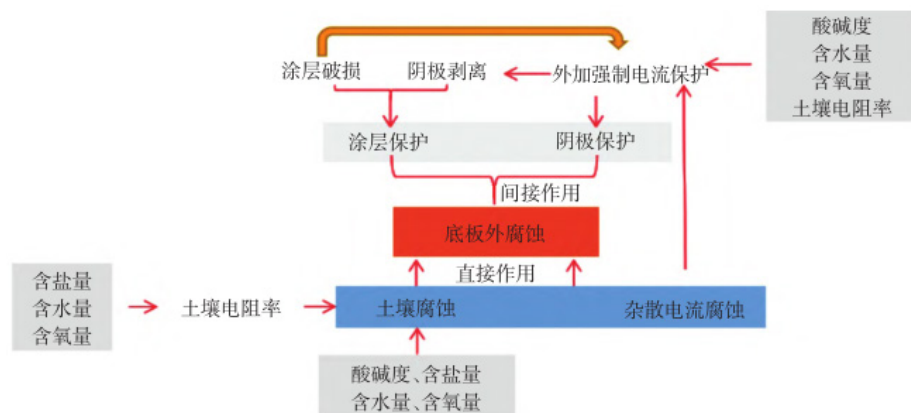 酸碱度
含水量
含氧量
土壤电阻率
涂层破损
阴极剥离
外加强制电流保护
涂层保护
阴极保护
间接作用
底板外腐蚀
直接作用
含盐量
含水量
含氧量
土壤电阻率
土壤腐蚀
杂散电流腐蚀
酸碱度、含盐量
含水量、含氧量